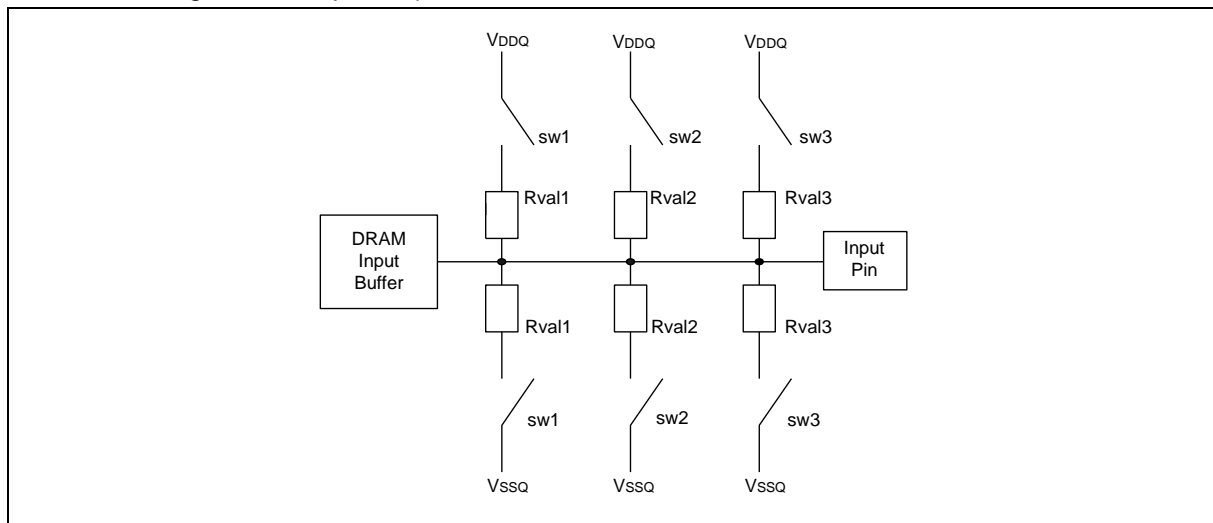 VDDQ VDDQ VDDQ
sw1 sw2 sw3
Rval1 Rval2 Rval3
DRAM
Input
Buffer
Input
Pin
Rval1 Rval2 Rval3
sw1 sw2 sw3
VSSQ VSSQ VSSQ